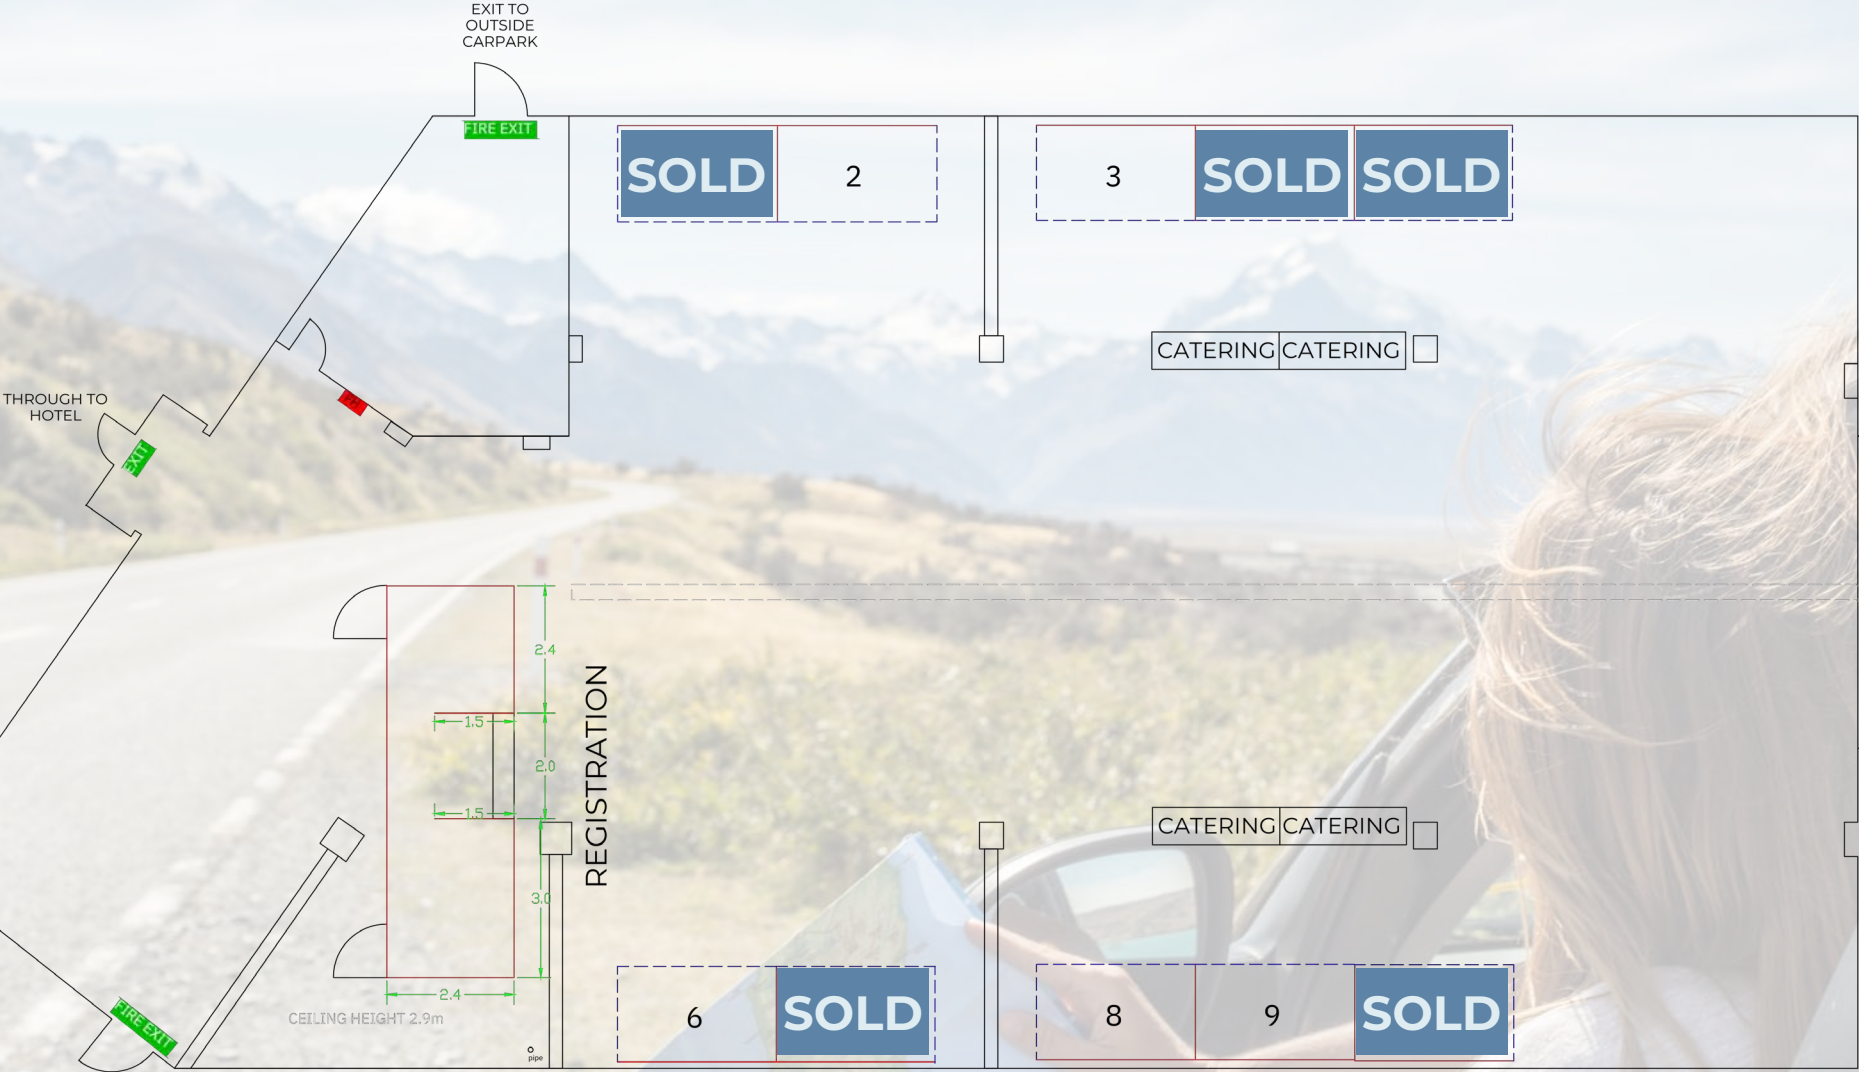 EXIT TO
OUTSIDE
CARPARK
FIRE EXIT
SOLD
2
3
SOLD
SOLD
CATERING
CATERING
THROUGH TO
HOTEL
EXIT
FH
2.4
1.5
2.0
1.5
REGISTRATION
CATERING
CATERING
3.0
2.4
CEILING HEIGHT 2.9m
FIRE EXIT
pipe
6
SOLD
8
9
SOLD